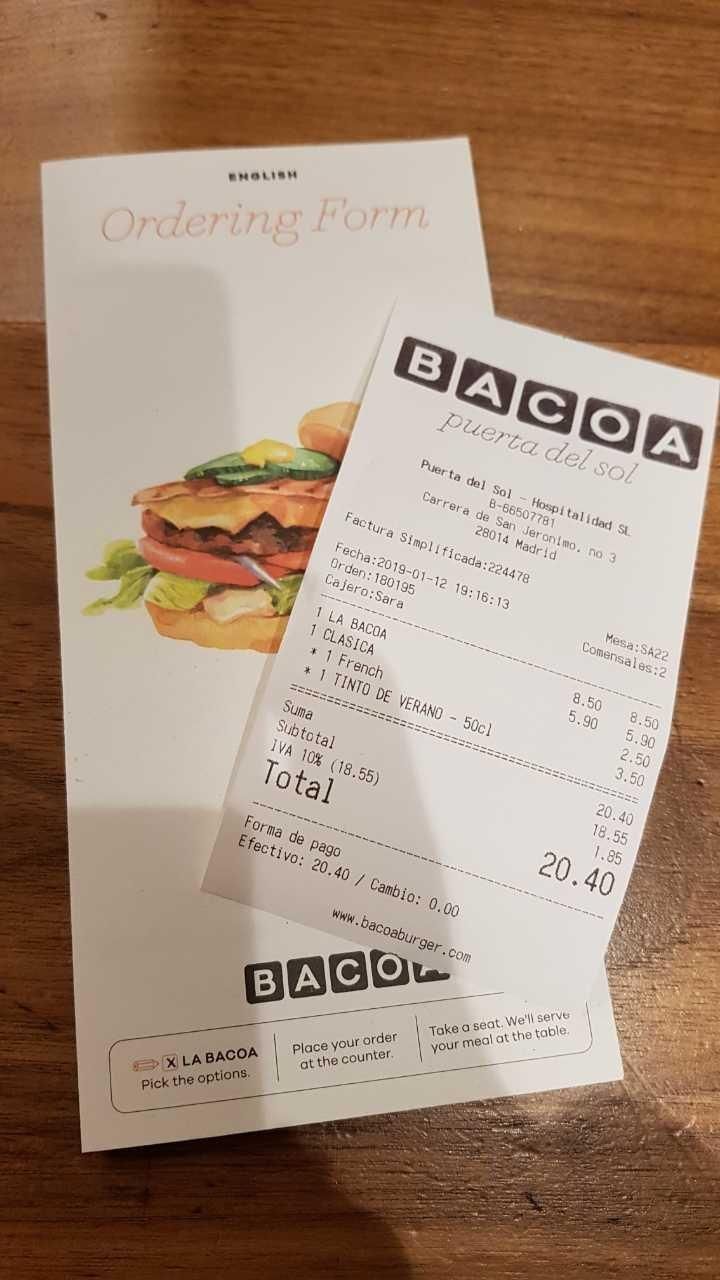 ENGLISH
Ordering Form
BACOA
puerta del sol
Puerta del Sol - Hospitalidad SL
B-66507781
Carrera de San Jeronimo, no 3
28014 Madrid
Factura Simplificada:224478
Fecha:2019-01-12 19:16:13
Orden:180195 Mesa:SA22
Cajero:Sara Comensales:2
1 LA BACOA 8.50 8.50
1 CLASICA 5.90 5.90
* 1 French 2.50
* 1 TINTO DE VERANO - 50cl 3.50
Suma 20.40
Subtotal 18.55
IVA 10% (18.55) 1.85
Total 20.40
Forma de pago
Efectivo: 20.40 / Cambio: 0.00
www.bacoaburger.com
BACOA
X LA BACOA
Pick the options.
Place your order
at the counter.
Take a seat. We'll serve
your meal at the table.